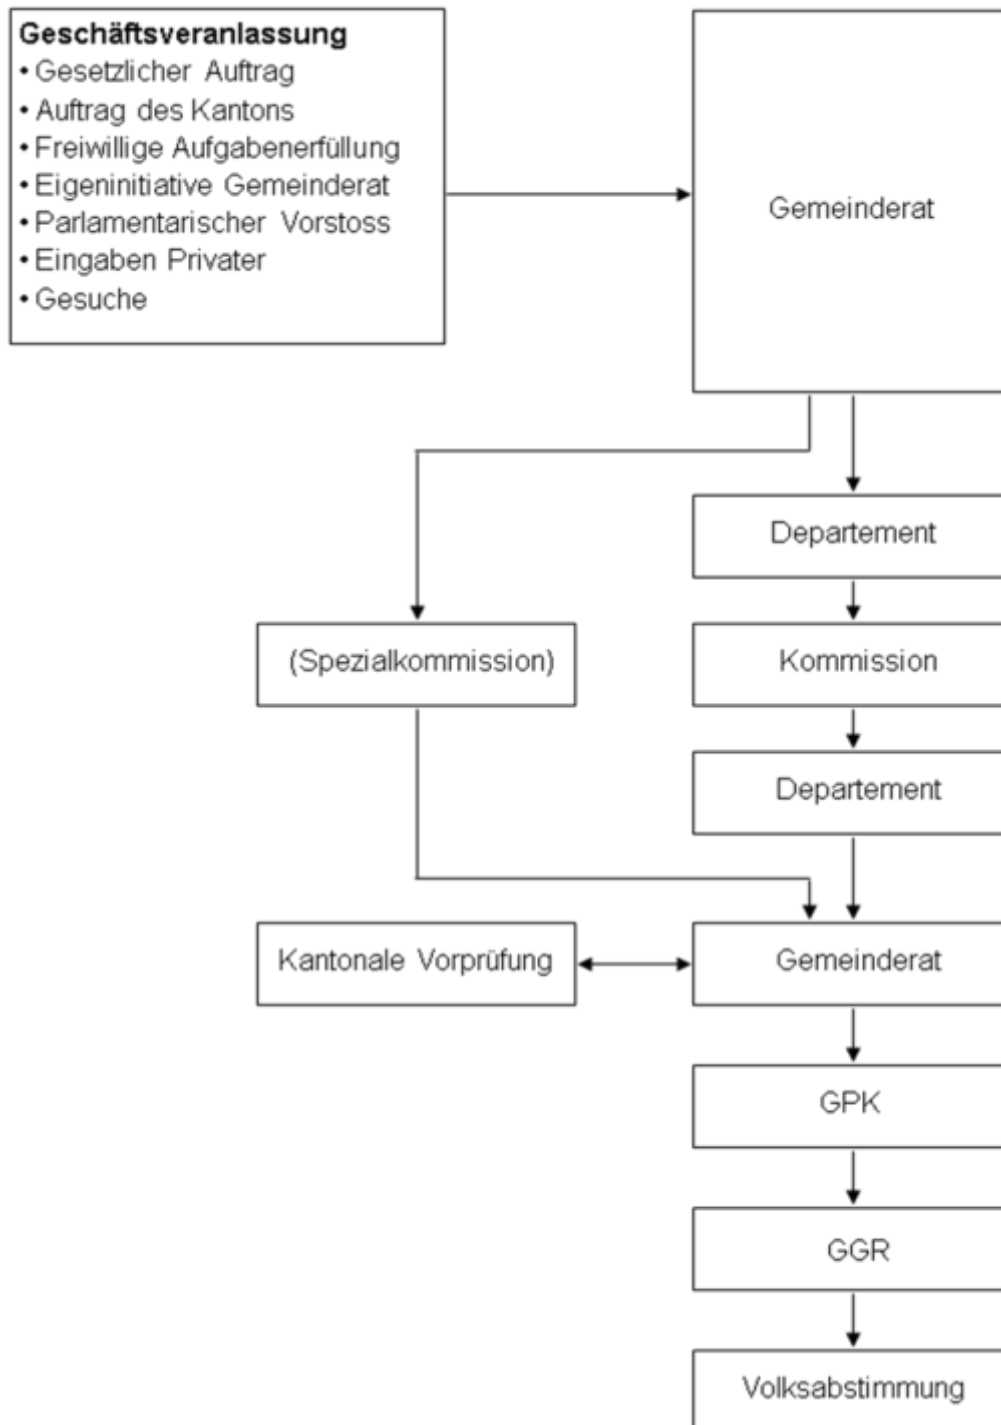 Geschäftsveranlassung
• Gesetzlicher Auftrag
• Auftrag des Kantons
• Freiwillige Aufgabenerfüllung
• Eigeninitiative Gemeinderat
• Parlamentarischer Vorstoss
• Eingaben Privater
• Gesuche
Gemeinderat
Departement
(Spezialkommission)
Kommission
Departement
Kantonale Vorprüfung
Gemeinderat
GPK
GGR
Volksabstimmung